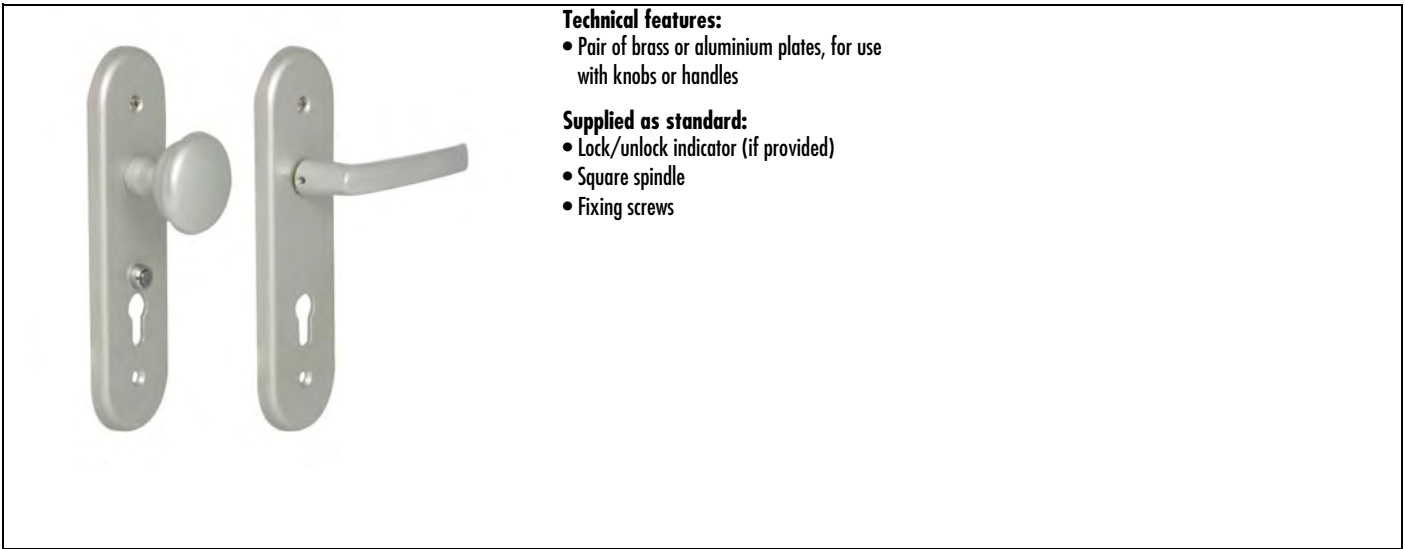 Technical features:
• Pair of brass or aluminium plates, for use
with knobs or handles
Supplied as standard:
• Lock/unlock indicator (if provided)
• Square spindle
• Fixing screws